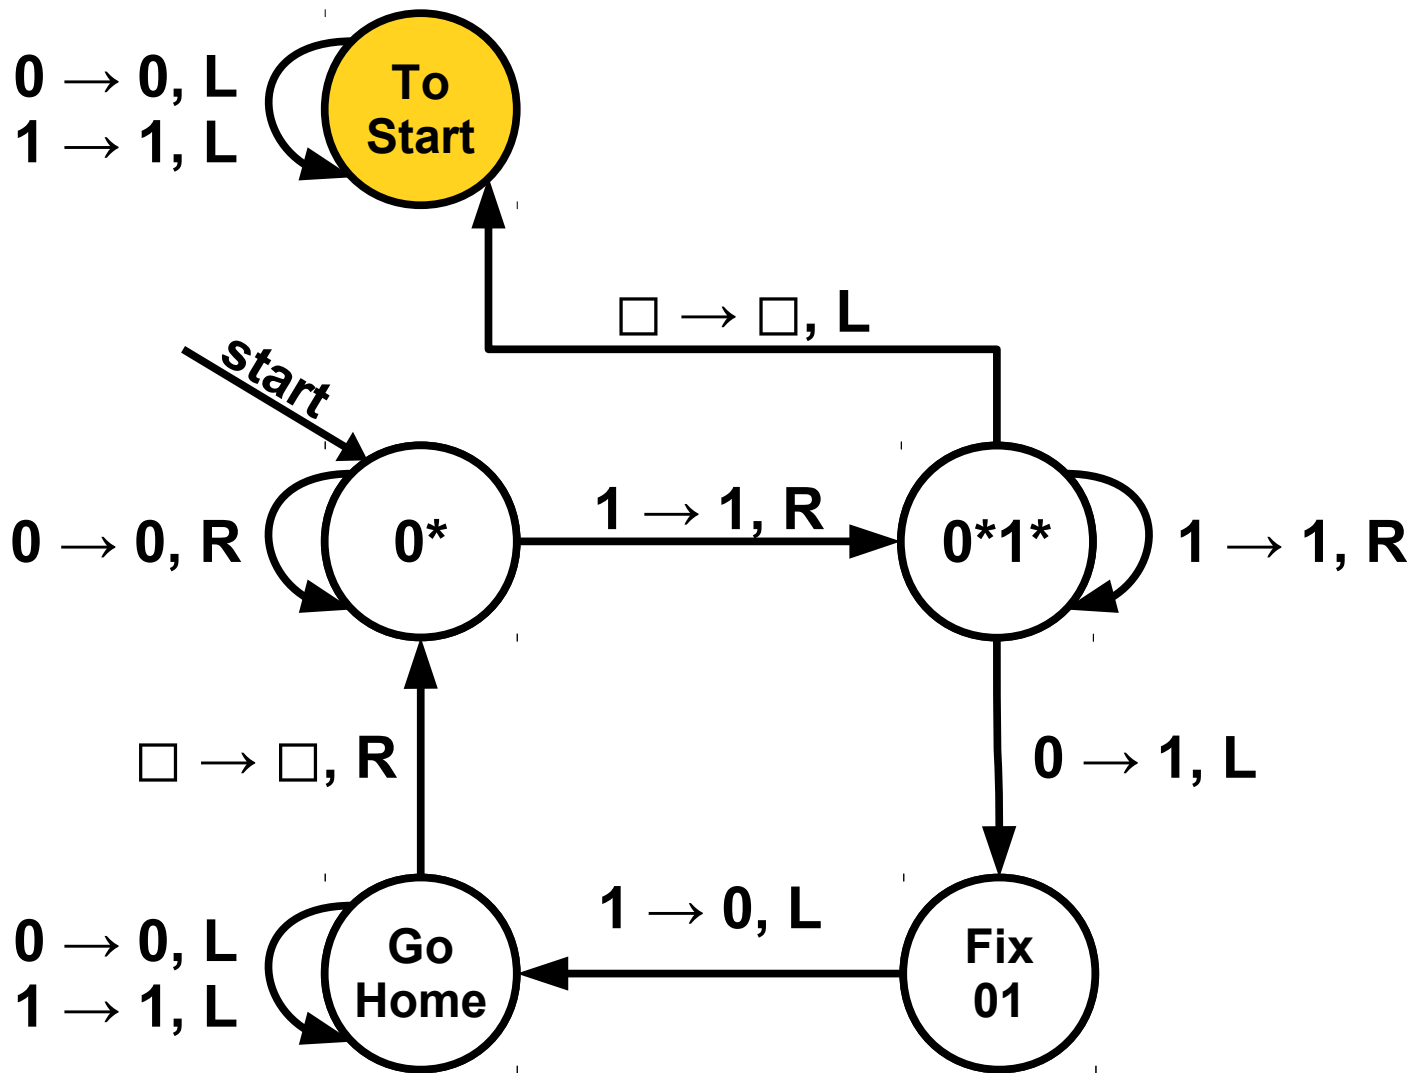 To
Start
0 → 0, L
1 → 1, L
□ → □, L
start
0 → 0, R
0*
1 → 1, R
0*1*
1 → 1, R
□ → □, R
0 → 1, L
0 → 0, L
1 → 1, L
Go
Home
1 → 0, L
Fix
01